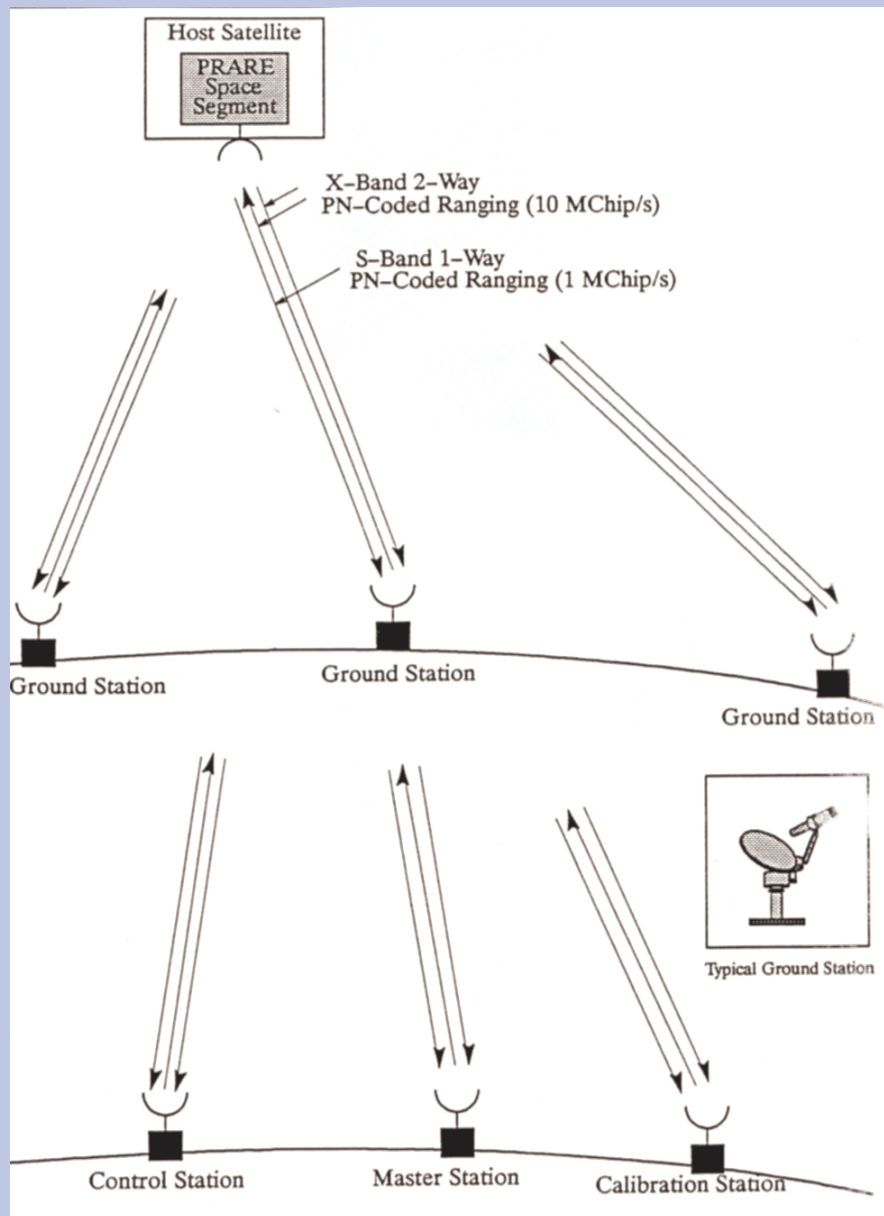 Host Satellite
PRARE
Space
Segment
X–Band 2–Way
PN–Coded Ranging (10 MChip/s)
S–Band 1–Way
PN–Coded Ranging (1 MChip/s)
Ground Station
Ground Station
Ground Station
Typical Ground Station
Control Station
Master Station
Calibration Station